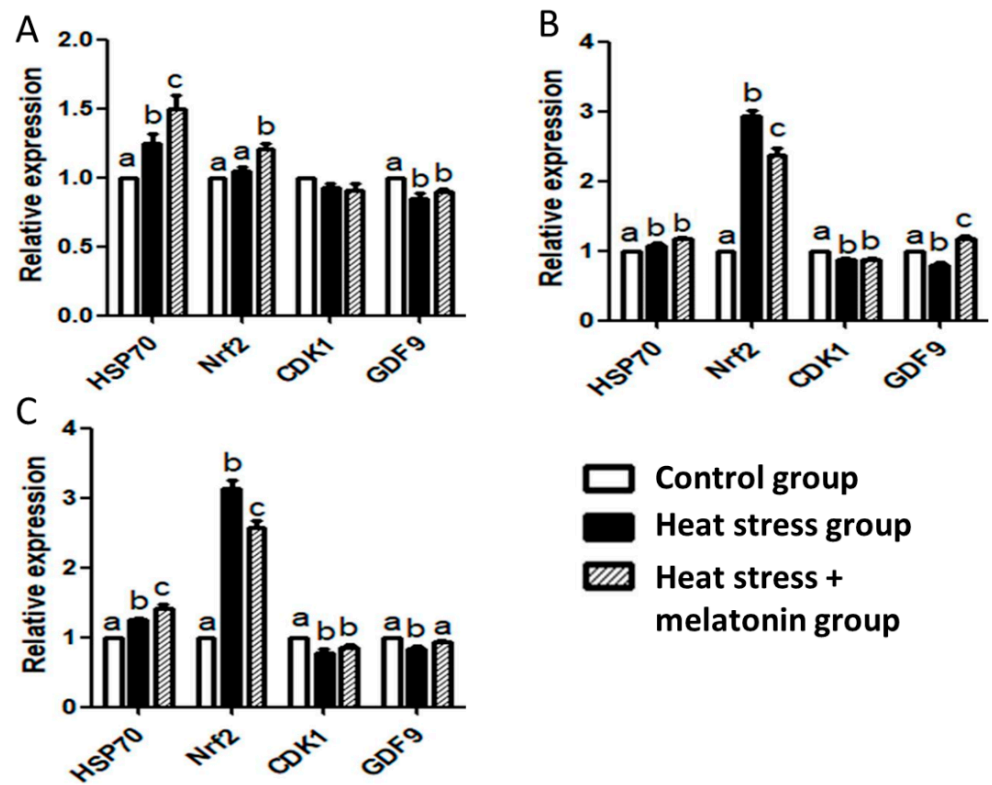 A
Relative expression
2.0
1.5
1.0
0.5
0.0
a b c
a a b
a b b
HSP70 Nrf2 CDK1 GDF9
B
Relative expression
4
3
2
1
0
a b b
a b c
a b b
a b c
HSP70 Nrf2 CDK1 GDF9
C
Relative expression
4
3
2
1
0
a b c
a b c
a b b
a b a
HSP70 Nrf2 CDK1 GDF9
Control group
Heat stress group
Heat stress +
melatonin group